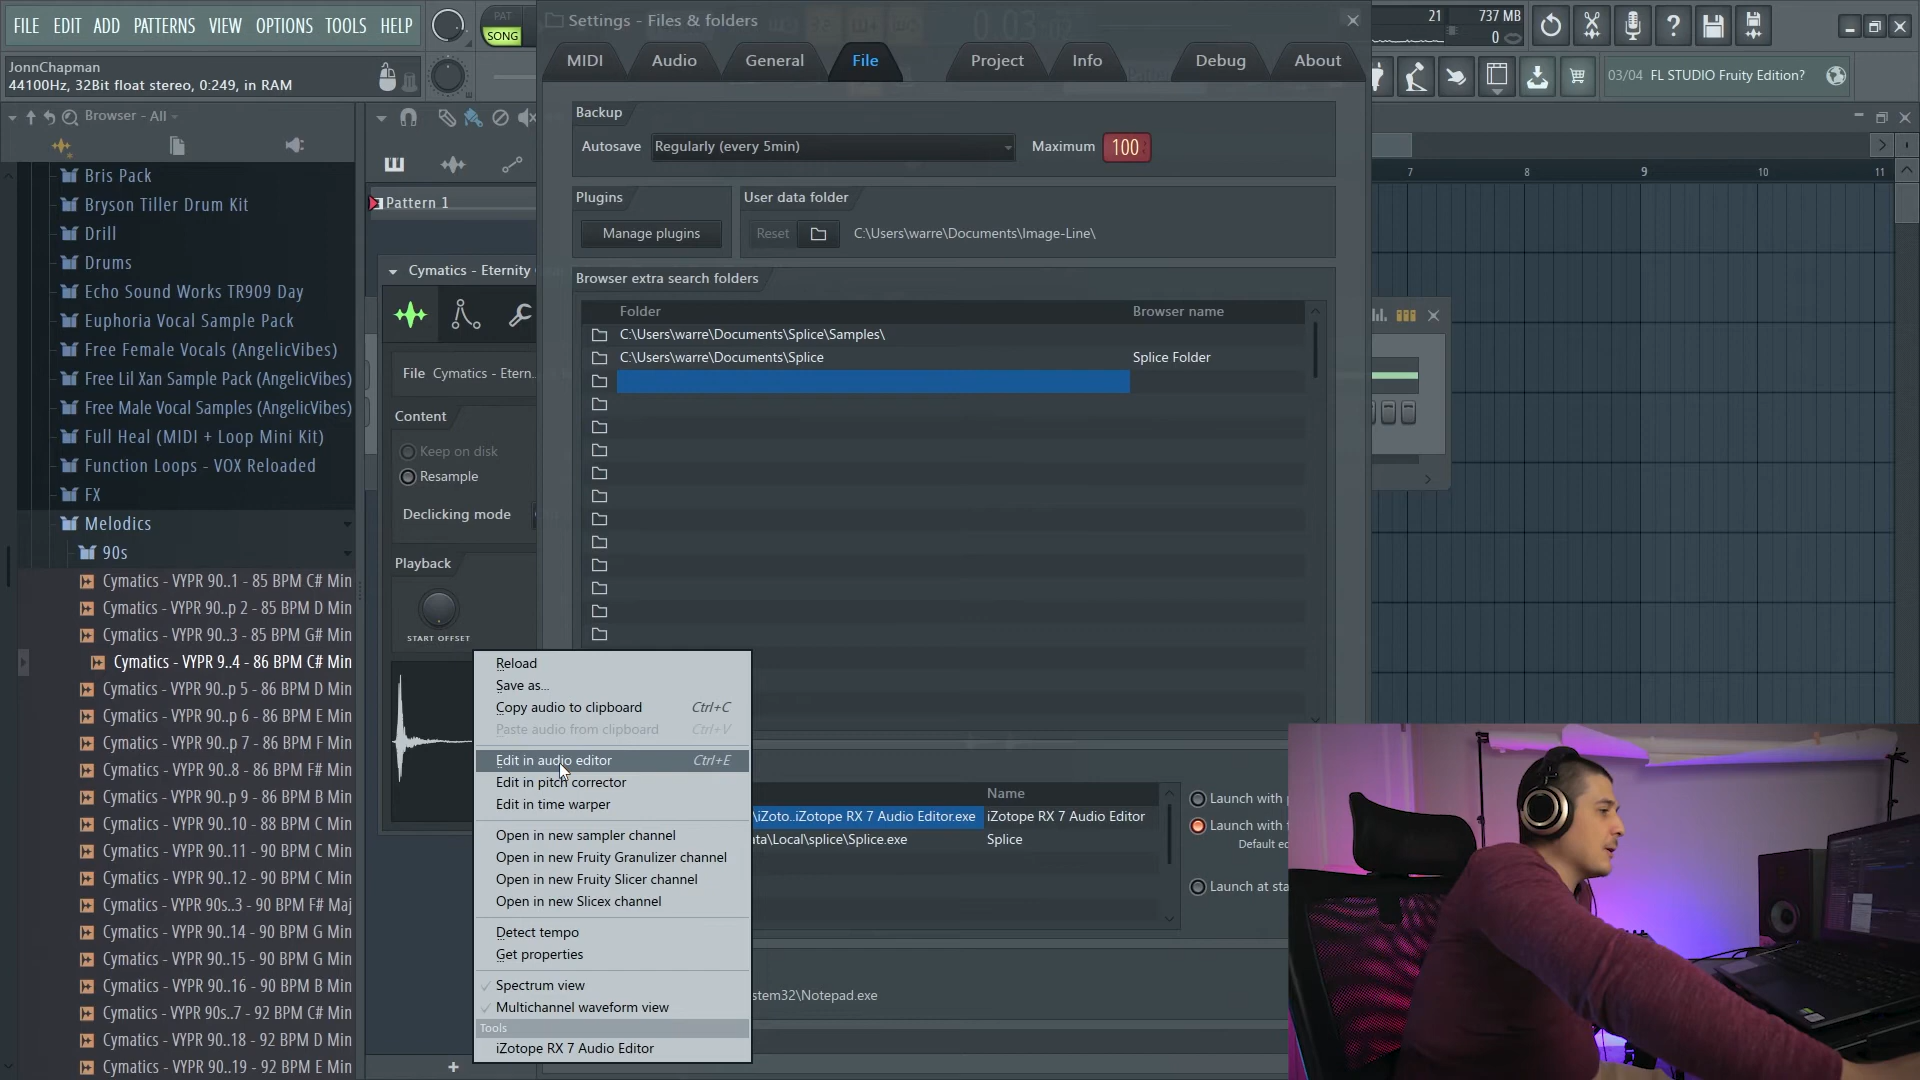 FILE EDIT ADD PATTERNS VIEW OPTIONS TOOLS HELP
PAT
SONG
Settings - Files & folders
21
737 MB
0
JonnChapman
44100Hz, 32Bit float stereo, 0:249, in RAM
MIDI Audio General File Project Info Debug About
03/04 FL STUDIO Fruity Edition?
Browser - All
Backup
Autosave Regularly (every 5min) Maximum 100
Bris Pack
Bryson Tiller Drum Kit
Drill
Drums
Echo Sound Works TR909 Day
Euphoria Vocal Sample Pack
Free Female Vocals (AngelicVibes)
Free Lil Xan Sample Pack (AngelicVibes)
Free Male Vocal Samples (AngelicVibes)
Full Heal (MIDI + Loop Mini Kit)
Function Loops - VOX Reloaded
FX
Melodics
90s
Cymatics - VYPR 90..1 - 85 BPM C# Min
Cymatics - VYPR 90..p 2 - 85 BPM D Min
Cymatics - VYPR 90..3 - 85 BPM G# Min
Cymatics - VYPR 9..4 - 86 BPM C# Min
Cymatics - VYPR 90..p 5 - 86 BPM D Min
Cymatics - VYPR 90..p 6 - 86 BPM E Min
Cymatics - VYPR 90..p 7 - 86 BPM F Min
Cymatics - VYPR 90..8 - 86 BPM F# Min
Cymatics - VYPR 90..p 9 - 86 BPM B Min
Cymatics - VYPR 90..10 - 88 BPM C Min
Cymatics - VYPR 90..11 - 90 BPM C Min
Cymatics - VYPR 90..12 - 90 BPM C Min
Cymatics - VYPR 90s..3 - 90 BPM F# Maj
Cymatics - VYPR 90..14 - 90 BPM G Min
Cymatics - VYPR 90..15 - 90 BPM G Min
Cymatics - VYPR 90..16 - 90 BPM G Min
Cymatics - VYPR 90s..7 - 92 BPM C# Min
Cymatics - VYPR 90..18 - 92 BPM D Min
Cymatics - VYPR 90..19 - 92 BPM E Min
Pattern 1
Cymatics - Eternity
File Cymatics - Etern..
Content
Keep on disk
Resample
Declicking mode
Playback
START OFFSET
Plugins
Manage plugins
User data folder
Reset C:\Users\warre\Documents\Image-Line\
Browser extra search folders
Folder Browser name
C:\Users\warre\Documents\Splice\Samples\
C:\Users\warre\Documents\Splice Splice Folder
7 8 9 10 11
Reload
Save as...
Copy audio to clipboard Ctrl+C
Paste audio from clipboard Ctrl+V
Edit in audio editor Ctrl+E
Edit in pitch corrector
Edit in time warper
Open in new sampler channel
Open in new Fruity Granulizer channel
Open in new Fruity Slicer channel
Open in new Slicex channel
Detect tempo
Get properties
Spectrum view
Multichannel waveform view
Tools
iZotope RX 7 Audio Editor
Name
\iZoto..iZotope RX 7 Audio Editor.exe iZotope RX 7 Audio Editor
ata\Local\splice\Splice.exe Splice
Launch with
Launch with
Default
Launch at
stem32\Notepad.exe